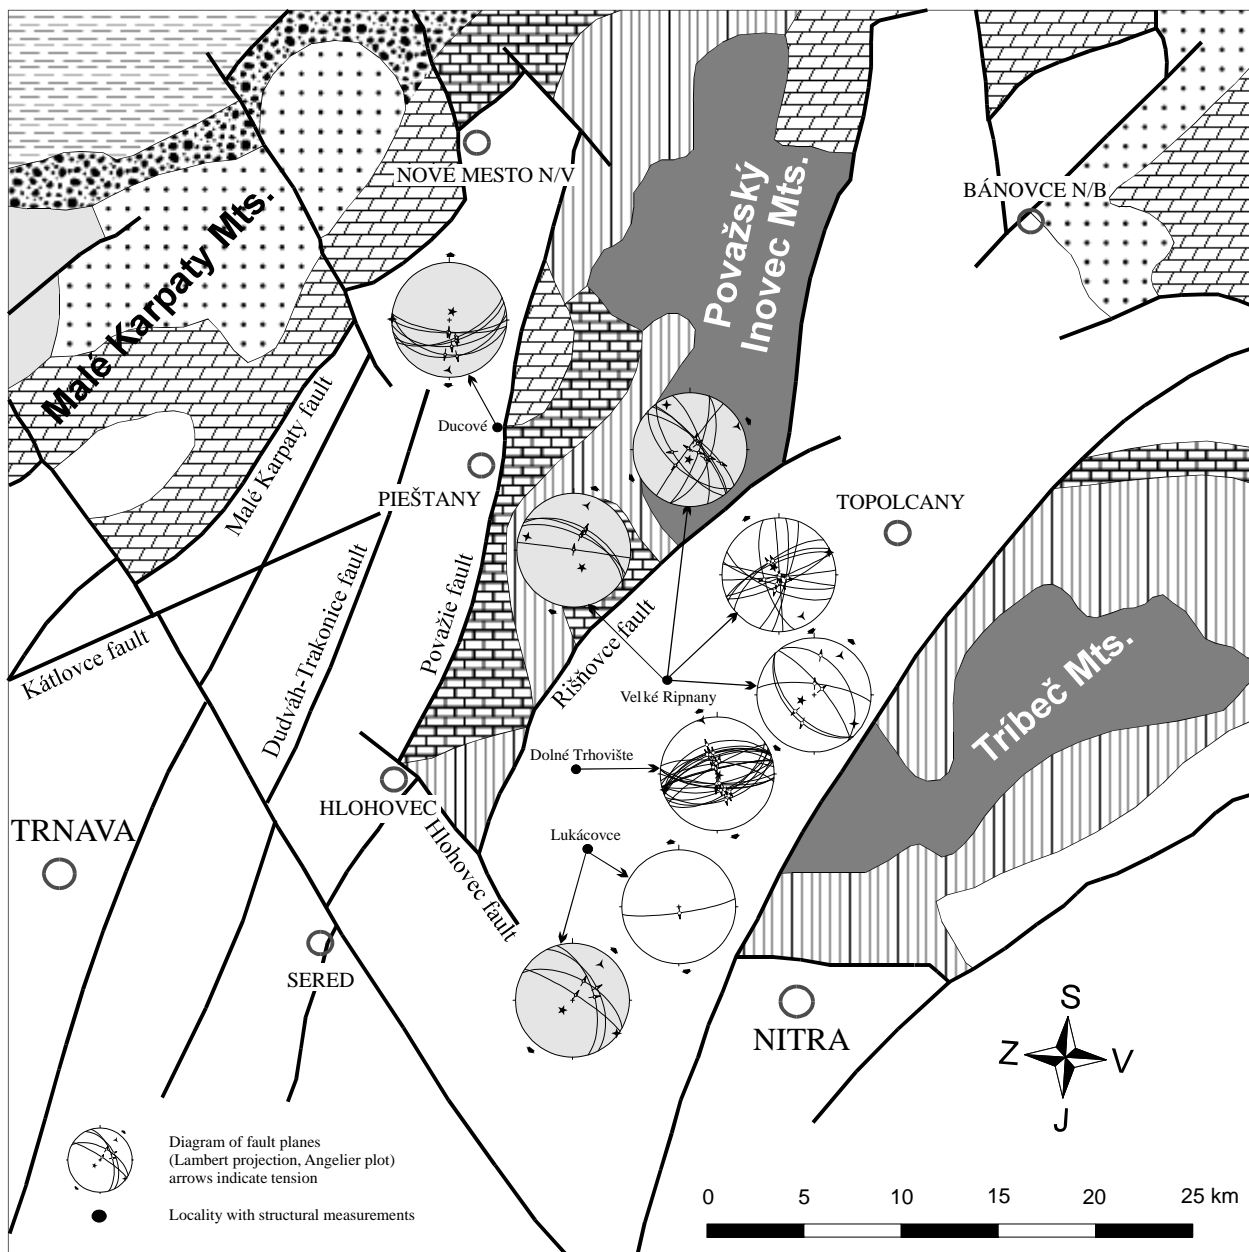 NOVÉ MESTO N/V
BÁNOVCE N/B
Považský
Inovec Mts.
Malé Karpaty Mts.
Malé Karpaty fault
Ducové
PIEŠTANY
TOPOLCANY
Dudváh-Trakonice fault
Považie fault
Rišňovce fault
Kátlovce fault
Veľké Ripnany
Tríbeč Mts.
Dolné Trhovište
HLOHOVEC
Hlohovec fault
TRNAVA
Lukácovce
SERED
NITRA
S
Z
V
J
Diagram of fault planes
(Lambert projection, Angelier plot)
arrows indicate tension
Locality with structural measurements
0 5 10 15 20 25 km